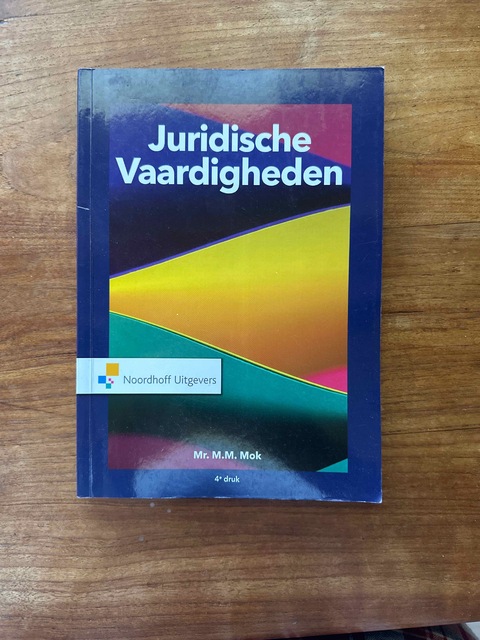 Juridische
Vaardigheden
Noordhoff Uitgevers
Mr. M.M. Mok
4e druk